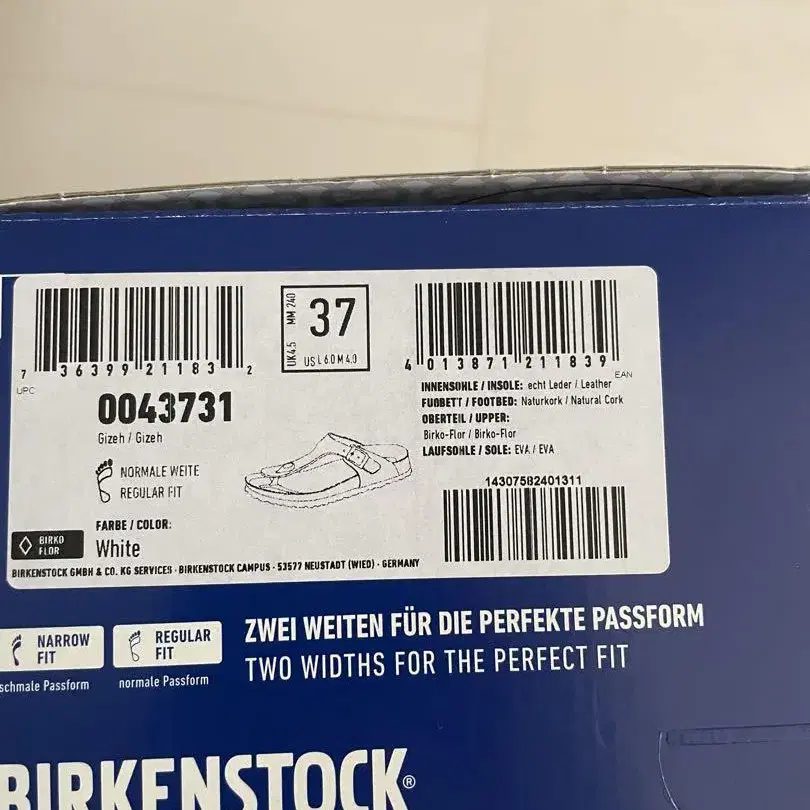 7 36399 21183 2
UPC
UK4.5 MM 240
37
US L6.0 M4.0
4 013871 211839
EAN
0043731
Gizeh / Gizeh
NORMALE WEITE
REGULAR FIT
INNENSOHLE / INSOLE: echt Leder / Leather
FUßBETT / FOOTBED: Naturkork / Natural Cork
OBERTEIL / UPPER:
Birko-Flor / Birko-Flor
LAUFSOHLE / SOLE: EVA / EVA
14307582401311
FARBE / COLOR:
White
BIRKO
FLOR
BIRKENSTOCK GMBH & CO. KG SERVICES · BIRKENSTOCK CAMPUS · 53577 NEUSTADT (WIED) · GERMANY
NARROW
FIT
schmale Passform
REGULAR
FIT
normale Passform
ZWEI WEITEN FÜR DIE PERFEKTE PASSFORM
TWO WIDTHS FOR THE PERFECT FIT
BIRKENSTOCK®